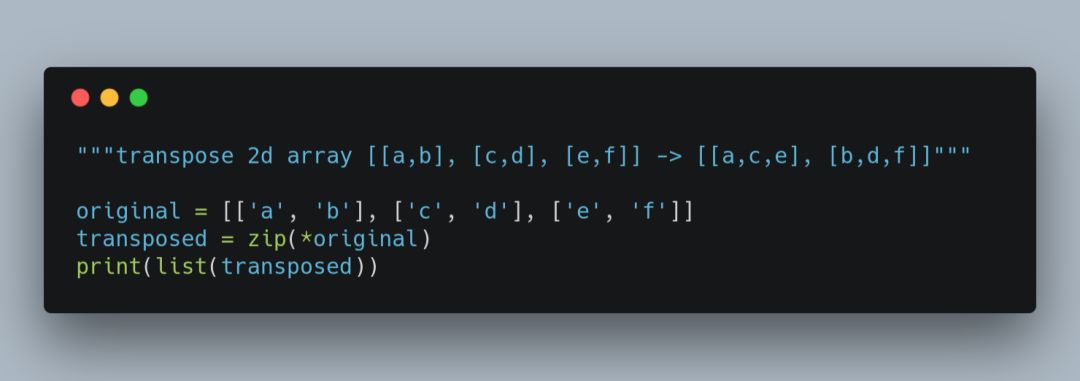 """transpose 2d array [[a,b], [c,d], [e,f]] -> [[a,c,e], [b,d,f]]"""
original = [['a', 'b'], ['c', 'd'], ['e', 'f']]
transposed = zip(*original)
print(list(transposed))